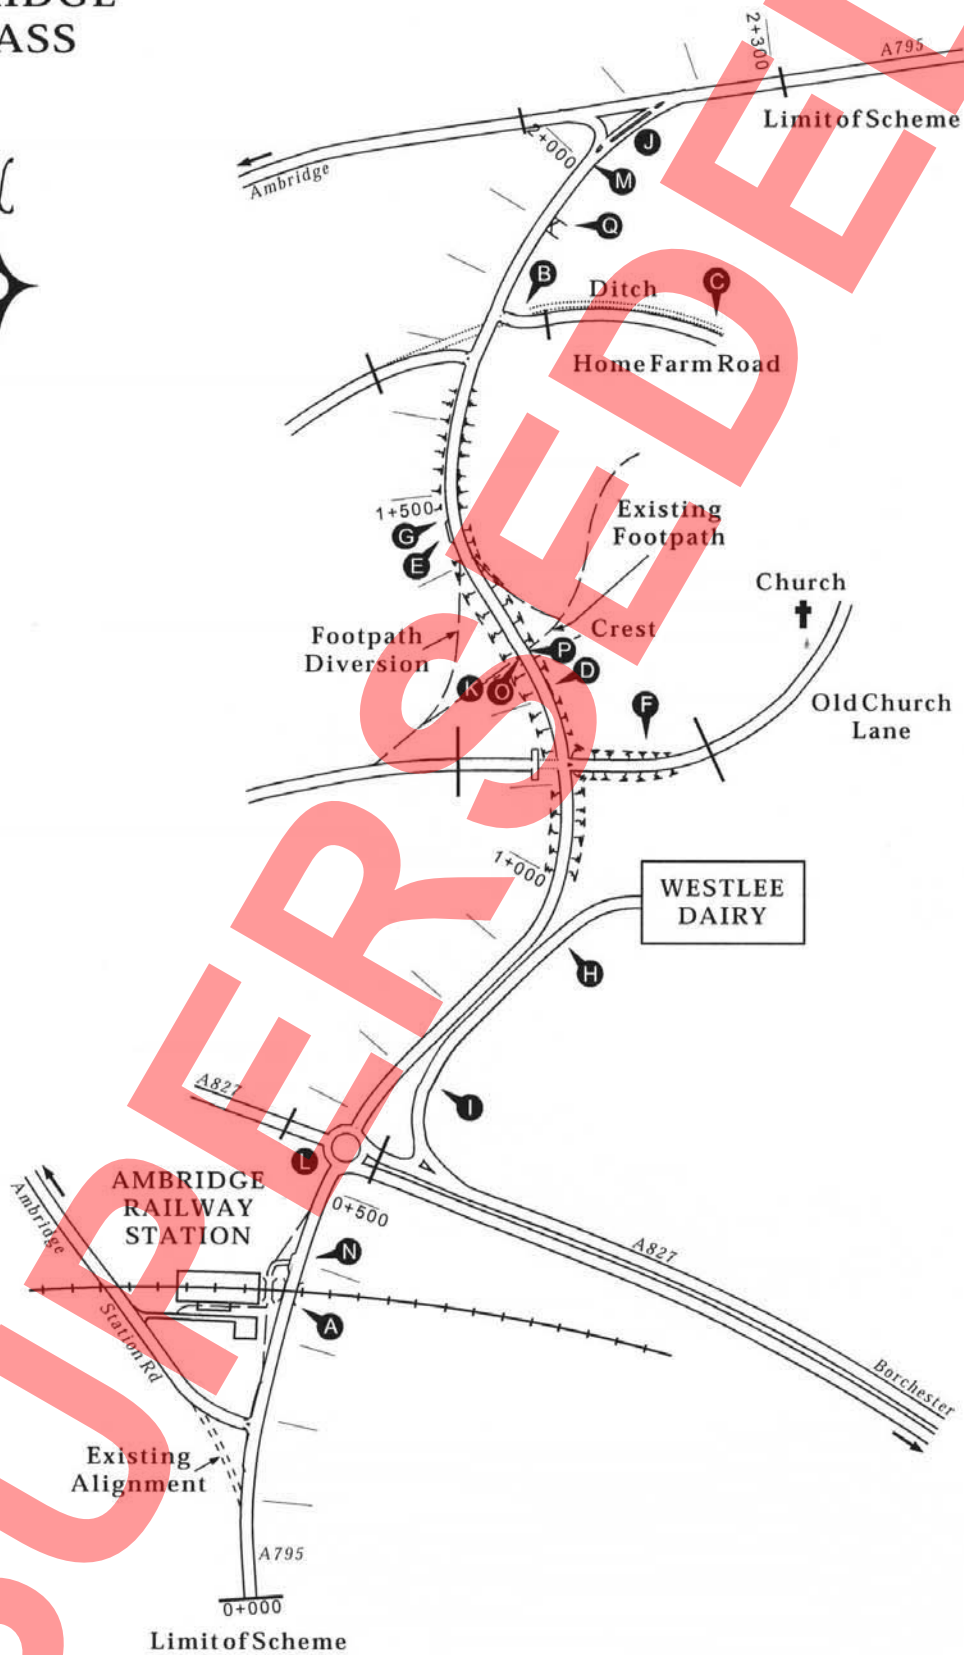 IDGE
ASS
2+300
A795
Limit of Scheme
J
2+000
Ambridge
M
Q
B
Ditch
C
Home Farm Road
1+500
G
E
Existing
Footpath
Church
Footpath
Diversion
Crest
P
D
K
O
F
Old Church
Lane
1+000
WESTLEE
DAIRY
H
A827
I
L
AMBRIDGE
RAILWAY
STATION
Ambridge
0+500
N
A827
Station Rd
A
Borchester
Existing
Alignment
A795
0+000
Limit of Scheme
SUPERSEDED